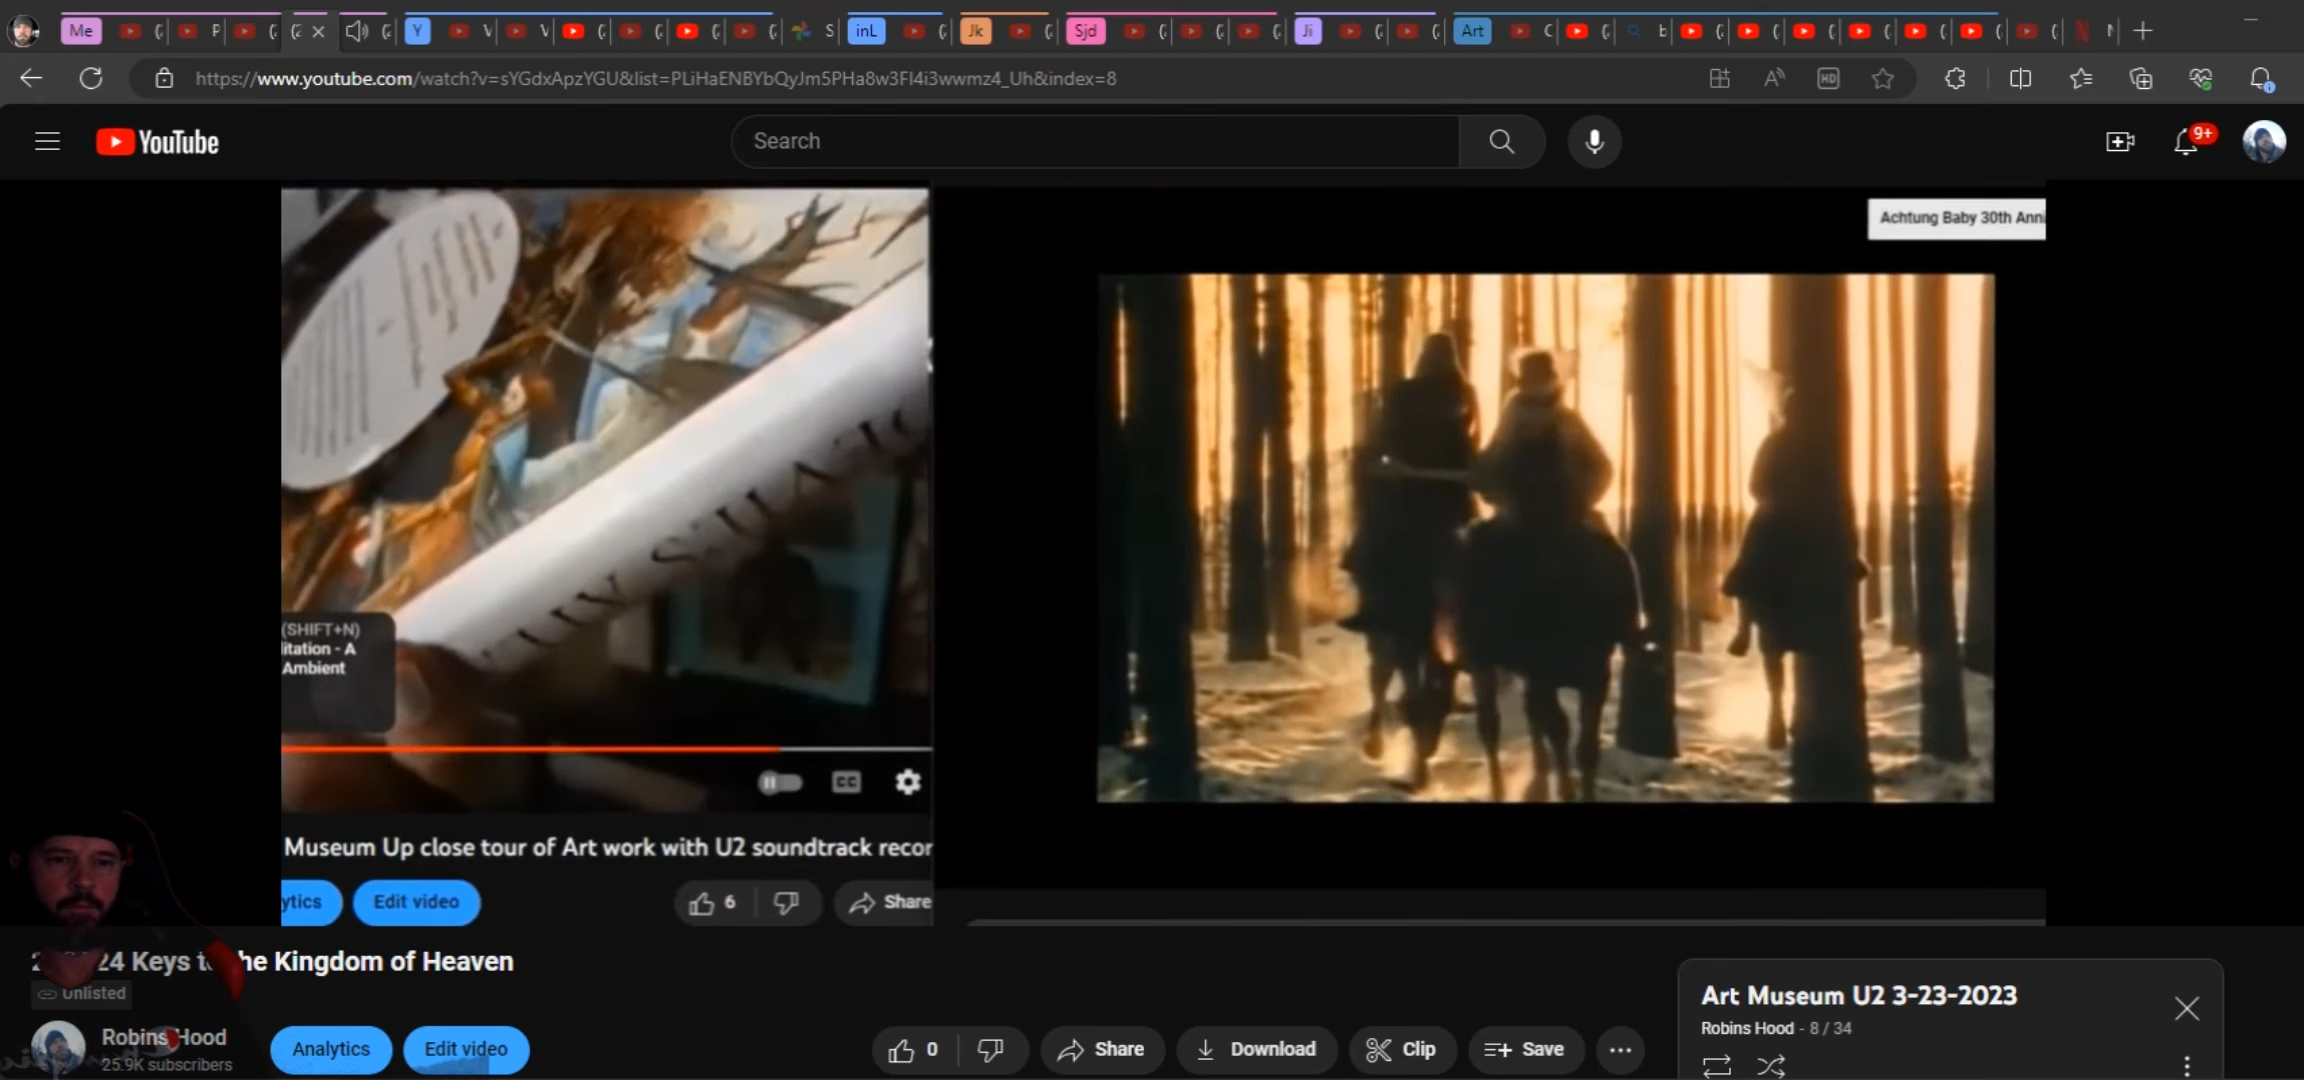 Me
Y
inL
Jk
Sjd
Ji
Art
https://www.youtube.com/watch?v=sYGdxApzYGU&list=PLiHaENBYbQyJm5PHa8w3Fl4i3wwmz4_Uh&index=8
HD
YouTube
Search
9+
Achtung Baby 30th Anni
(SHIFT+N)
itation - A
Ambient
CC
Museum Up close tour of Art work with U2 soundtrack recor
ytics
Edit video
6
Share
24 Keys t he Kingdom of Heaven
Unlisted
Robins Hood
25.9K subscribers
Analytics
Edit video
0
Share
Download
Clip
Save
Art Museum U2 3-23-2023
Robins Hood - 8 / 34